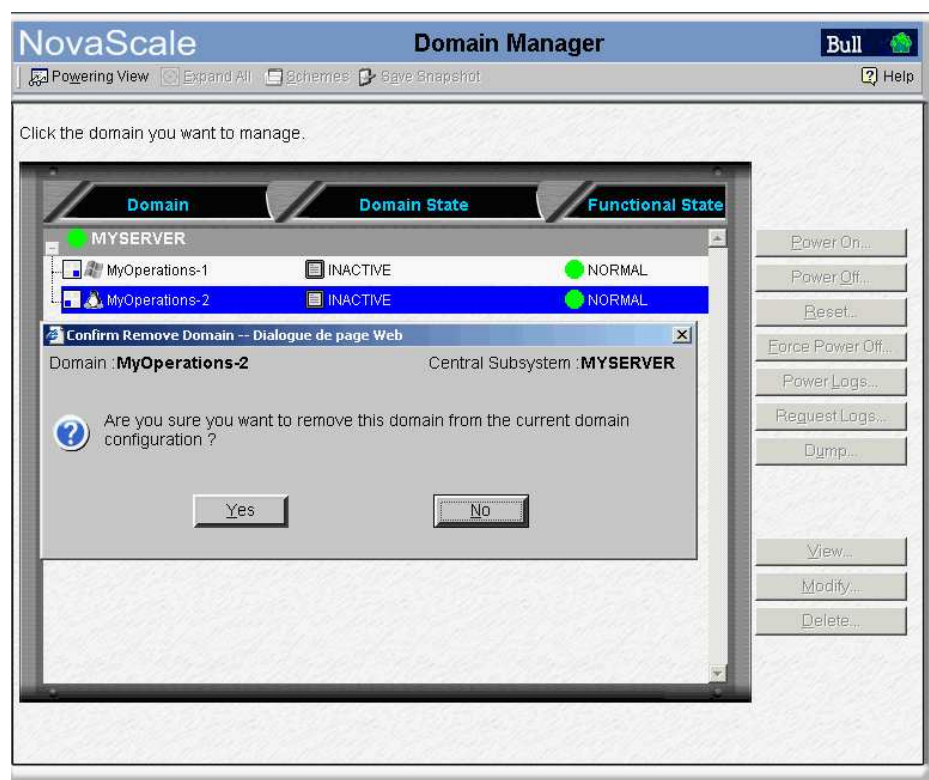 NovaScale Domain Manager Bull
Powering View Expand All Schemes Save Snapshot Help
Click the domain you want to manage.
Domain Domain State Functional State
MYSERVER
MyOperations-1 INACTIVE NORMAL
MyOperations-2 INACTIVE NORMAL
Confirm Remove Domain -- Dialogue de page Web
Domain :MyOperations-2 Central Subsystem :MYSERVER
Are you sure you want to remove this domain from the current domain
configuration ?
Yes No
Power On...
Power Off...
Reset...
Force Power Off...
Power Logs...
Request Logs...
Dump...
View...
Modify...
Delete...